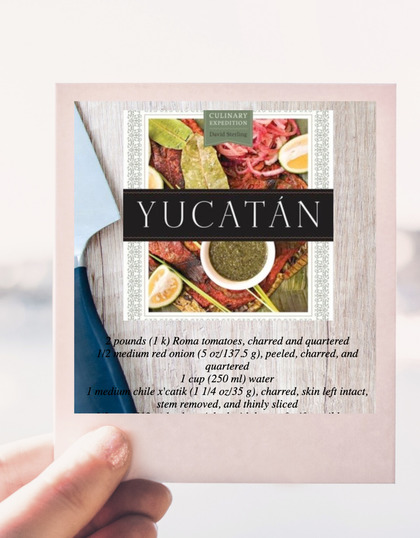 CULINARY
EXPEDITION
David Sterling
YUCATÁN
2 pounds (1 k) Roma tomatoes, charred and quartered
1/2 medium red onion (5 oz/137.5 g), peeled, charred, and
quartered
1 cup (250 ml) water
1 medium chile x'catik (1 1/4 oz/35 g), charred, skin left intact,
stem removed, and thinly sliced